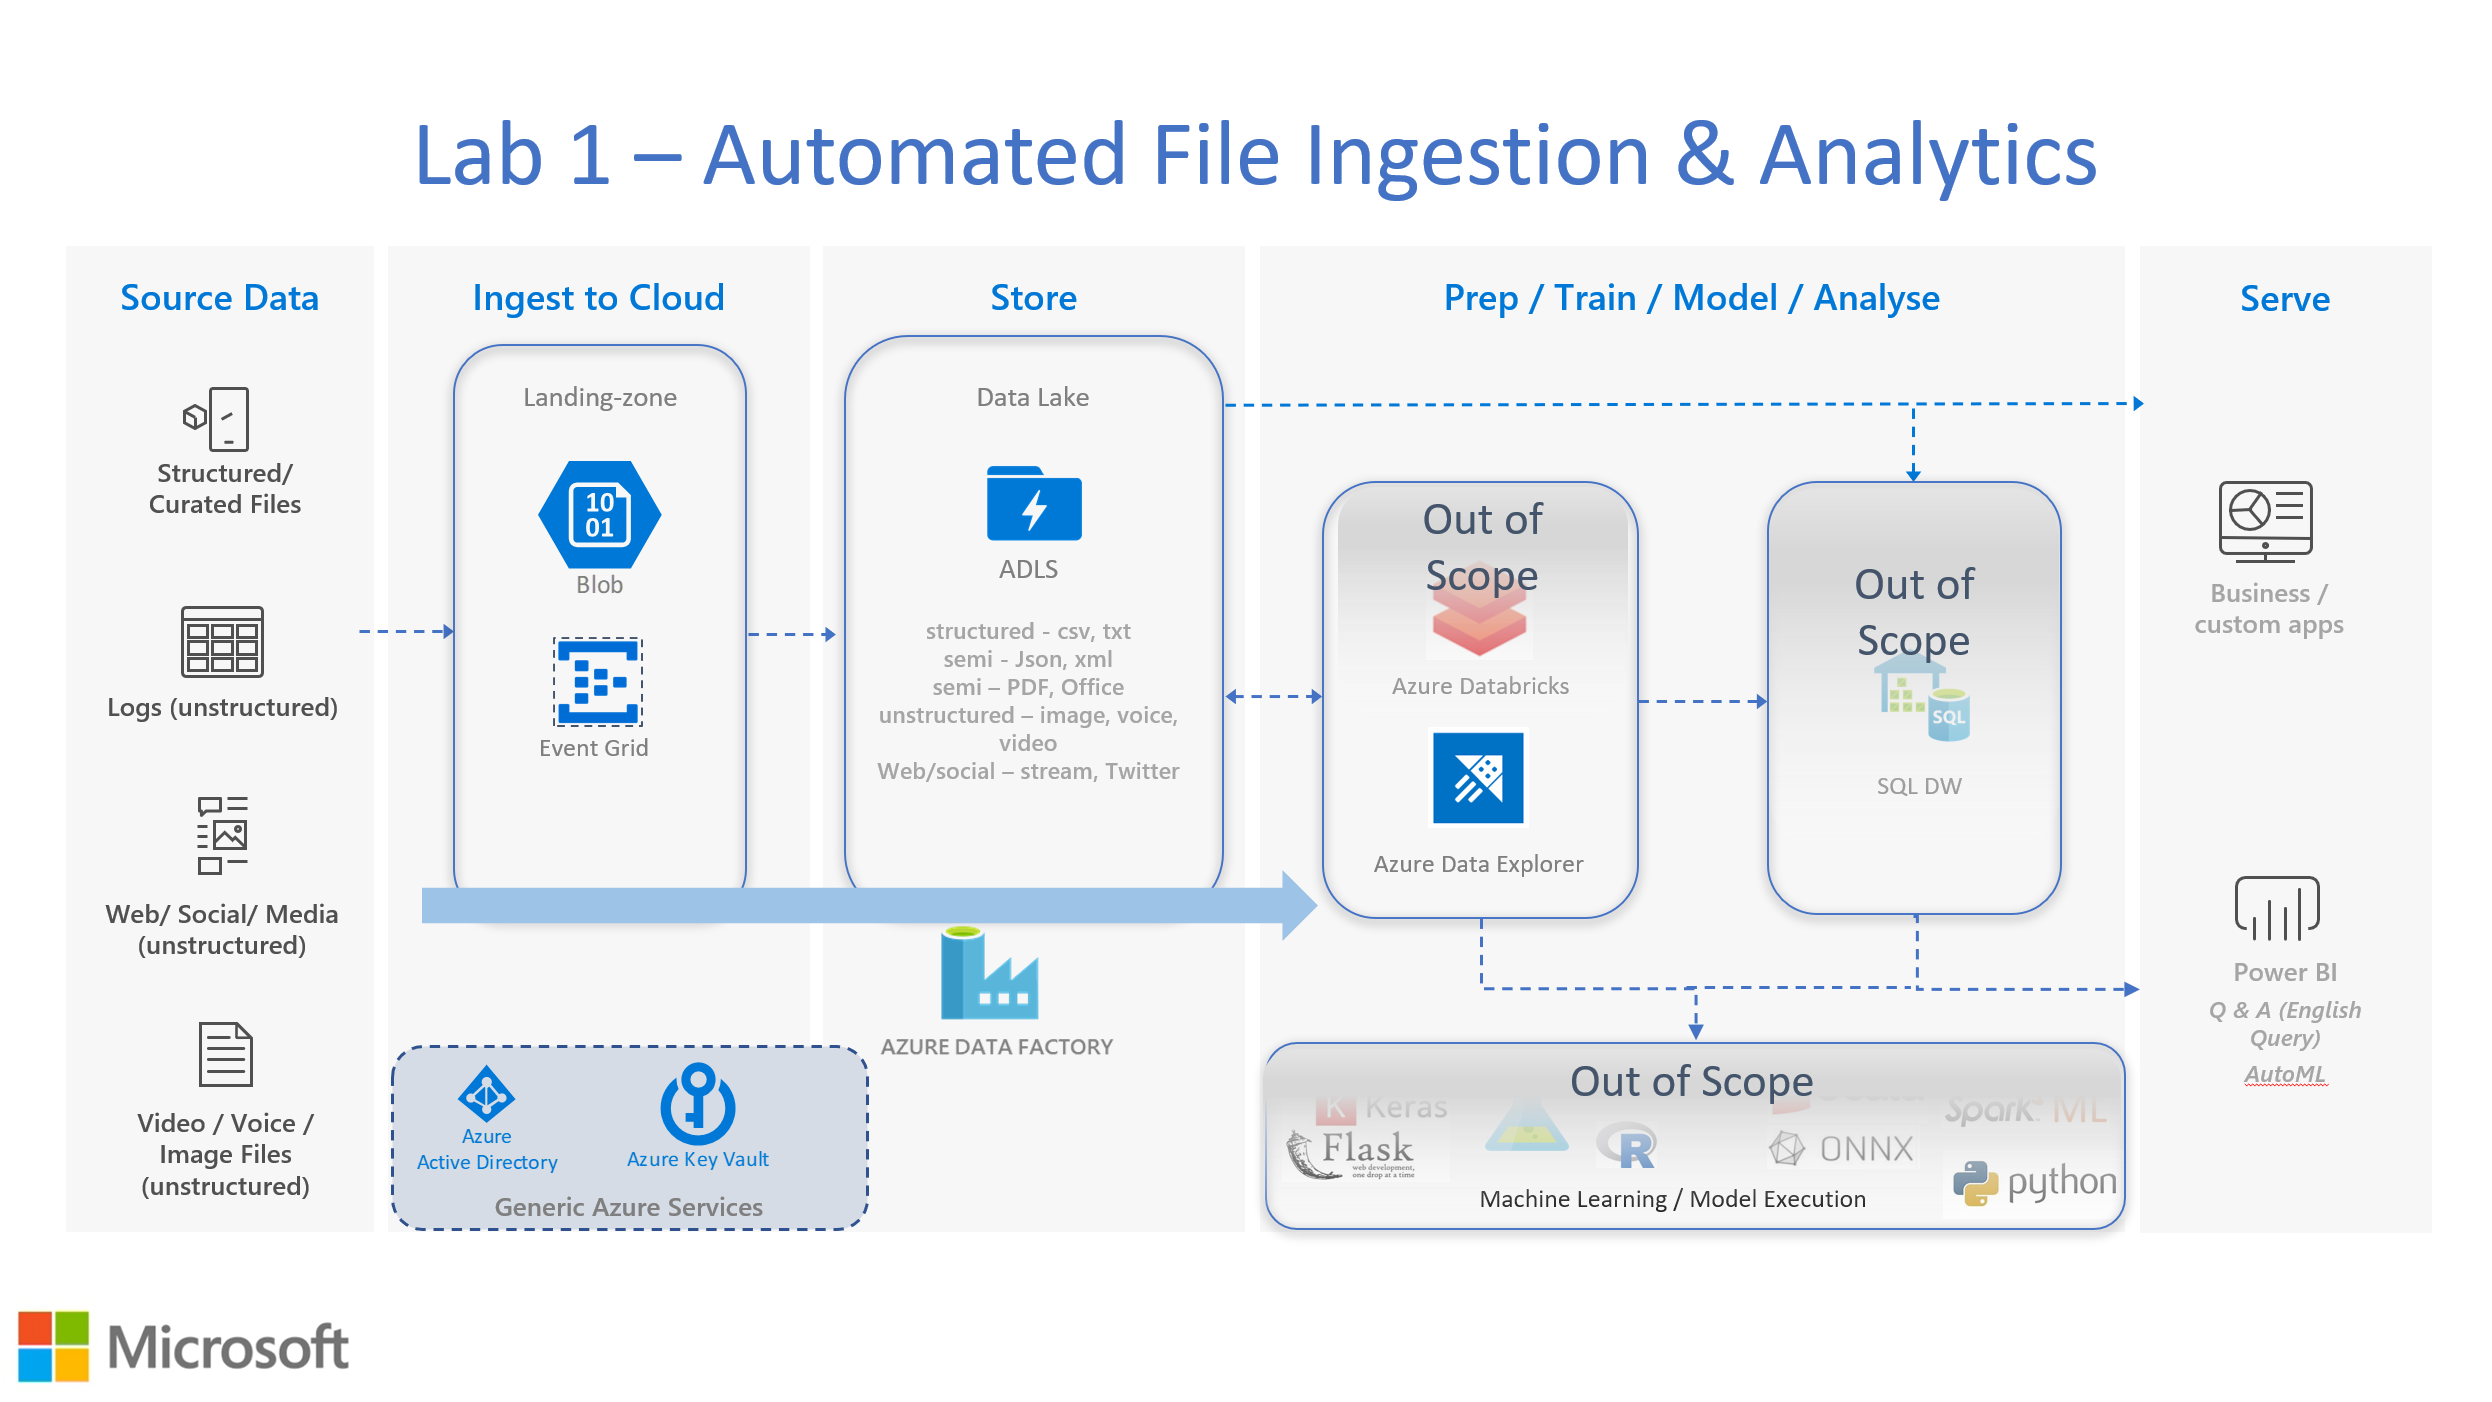 Lab 1 – Automated File Ingestion & Analytics
Source Data
Structured/
Curated Files
Logs (unstructured)
Web/ Social/ Media
(unstructured)
Video / Voice /
Image Files
(unstructured)
Ingest to Cloud
Landing-zone
10
01
Blob
Event Grid
Store
Data Lake
ADLS
structured - csv, txt
semi - Json, xml
semi – PDF, Office
unstructured – image, voice,
video
Web/social – stream, Twitter
AZURE DATA FACTORY
Azure
Active Directory
Azure Key Vault
Generic Azure Services
Prep / Train / Model / Analyse
Out of
Scope
Azure Databricks
Azure Data Explorer
Out of
Scope
SQL
SQL DW
Out of Scope
K Keras
Flask
web development,
one drop at a time
R
ONNX
Spark ML
python
Machine Learning / Model Execution
Serve
Business /
custom apps
Power BI
Q & A (English
Query)
AutoML
Microsoft